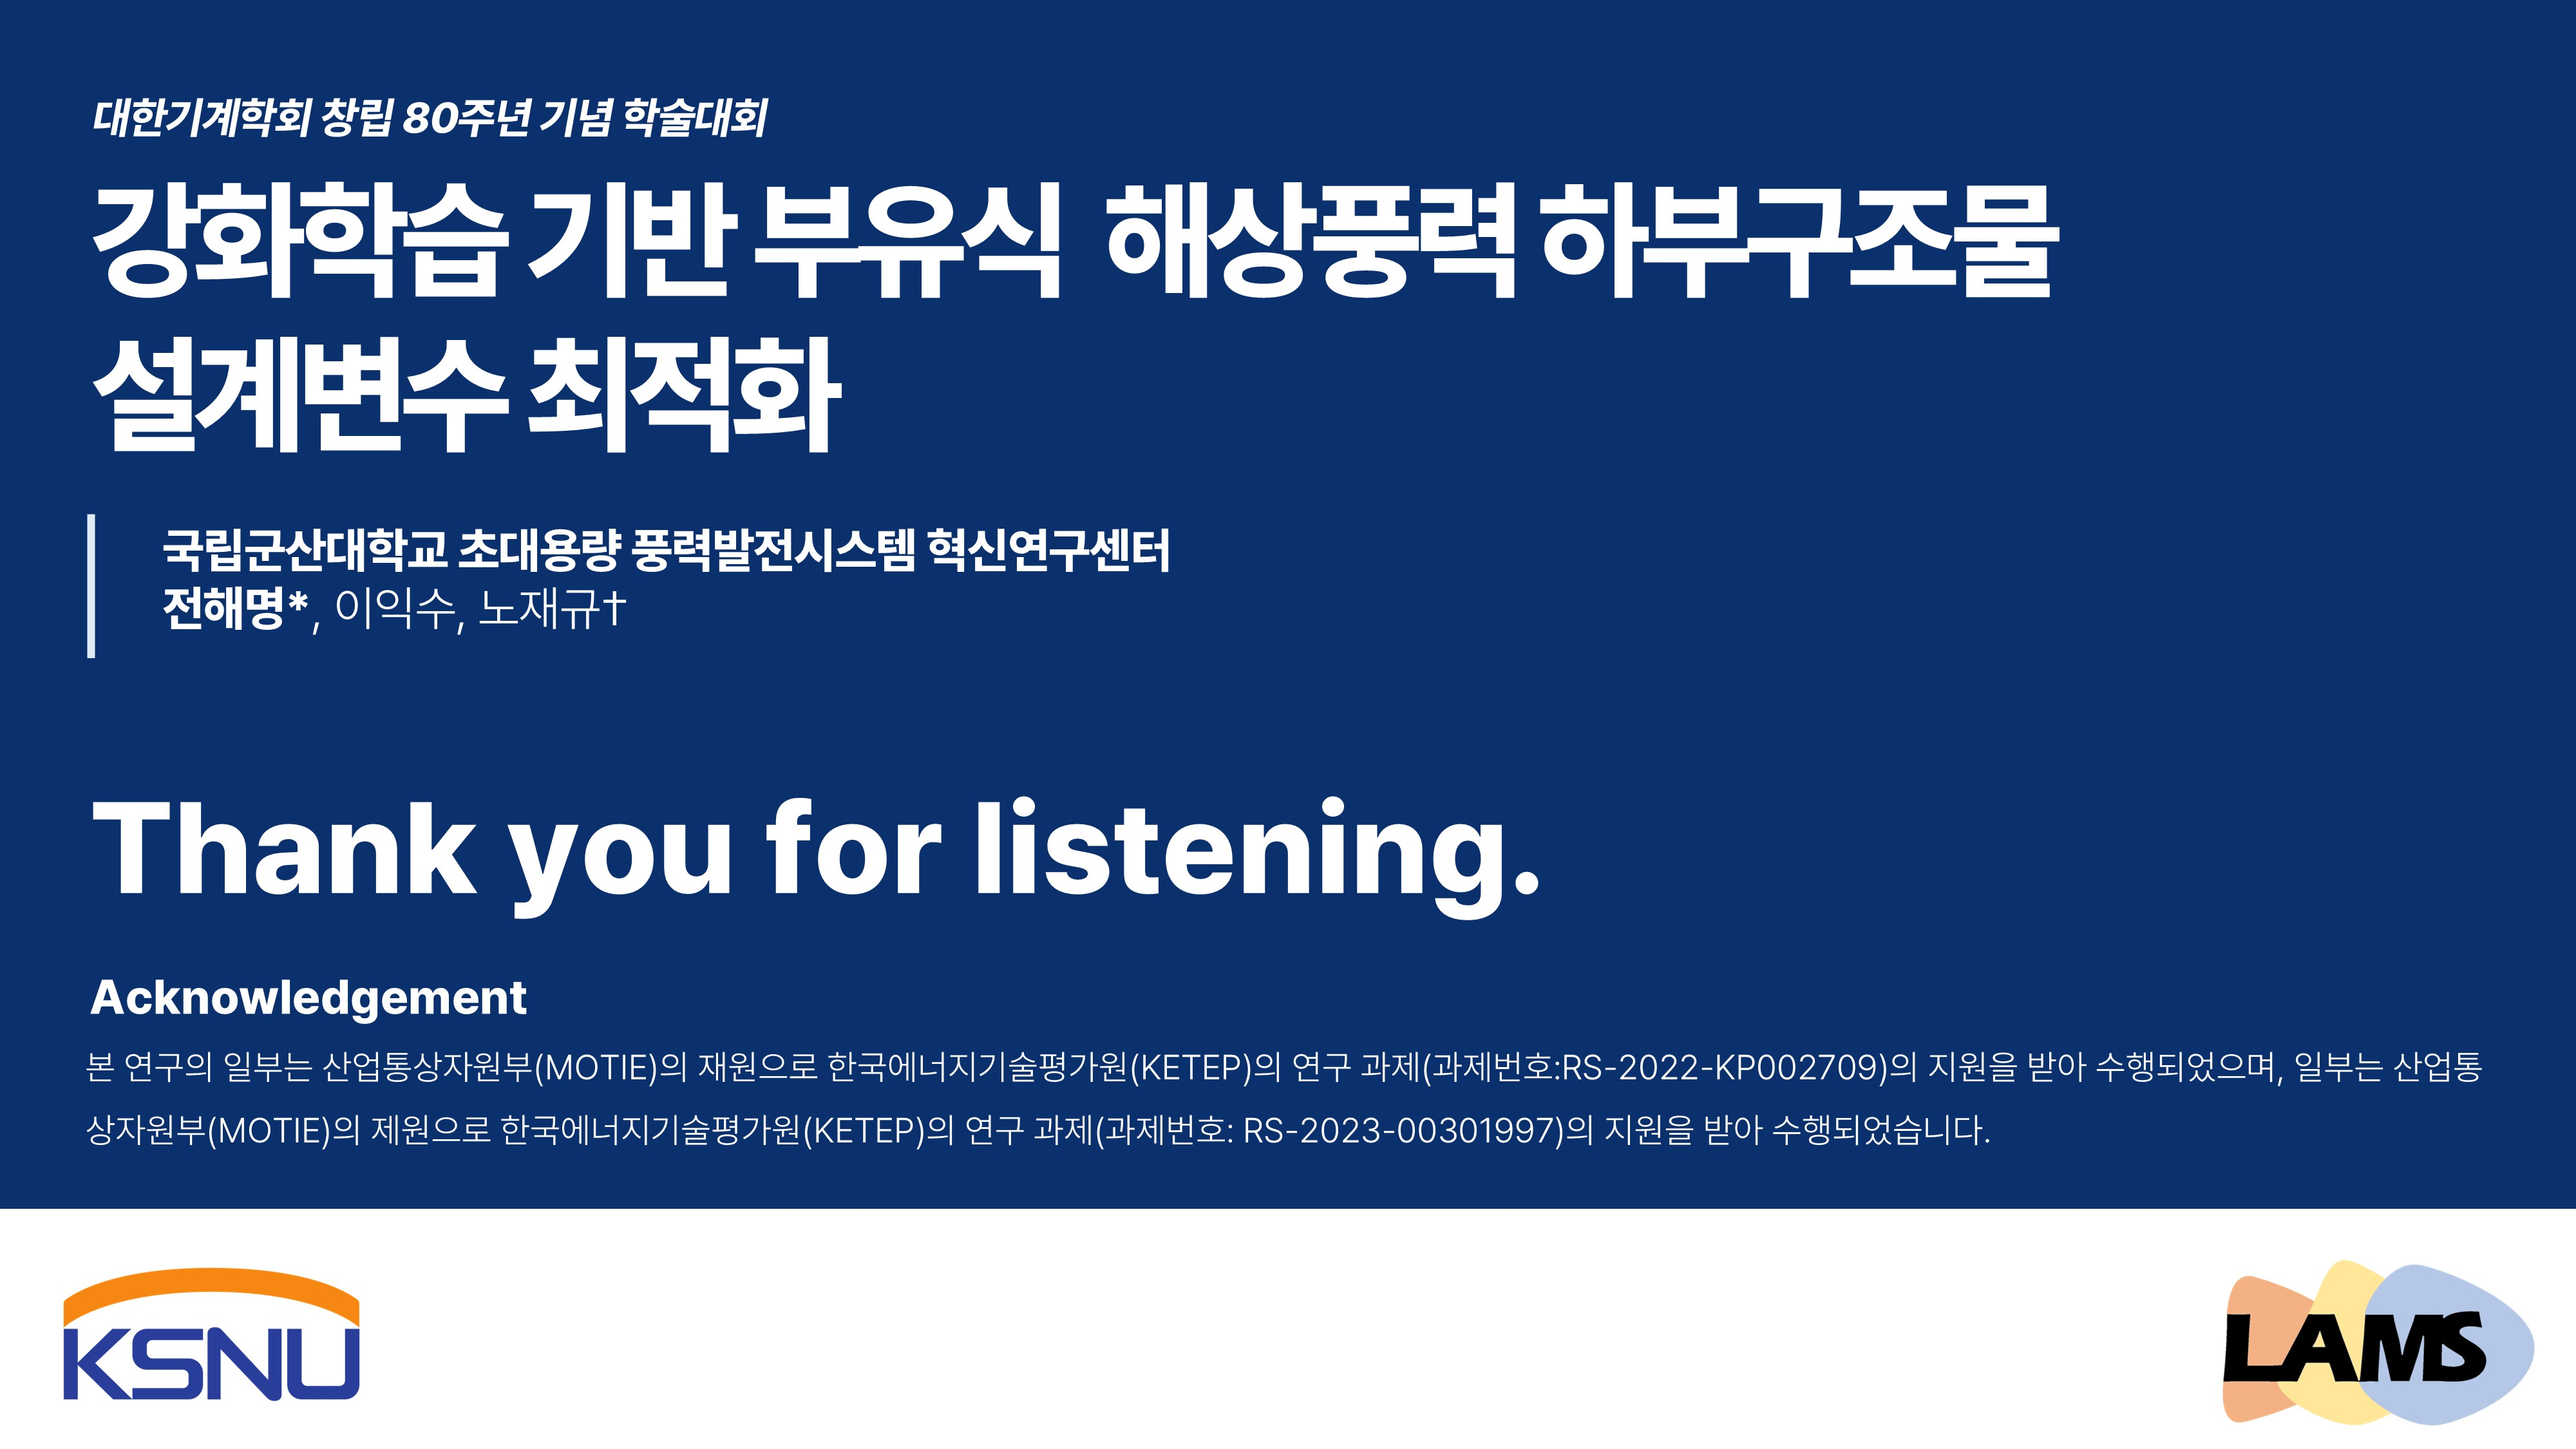 대한기계학회 창립 80주년 기념 학술대회
강화학습 기반 부유식 해상풍력 하부구조물
설계변수 최적화
국립군산대학교 초대용량 풍력발전시스템 혁신연구센터
전해명*, 이익수, 노재규†
Thank you for listening.
Acknowledgement
본 연구의 일부는 산업통상자원부(MOTIE)의 재원으로 한국에너지기술평가원(KETEP)의 연구 과제(과제번호:RS-2022-KP002709)의 지원을 받아 수행되었으며, 일부는 산업통
상자원부(MOTIE)의 제원으로 한국에너지기술평가원(KETEP)의 연구 과제(과제번호: RS-2023-00301997)의 지원을 받아 수행되었습니다.
KSNU
LAMS